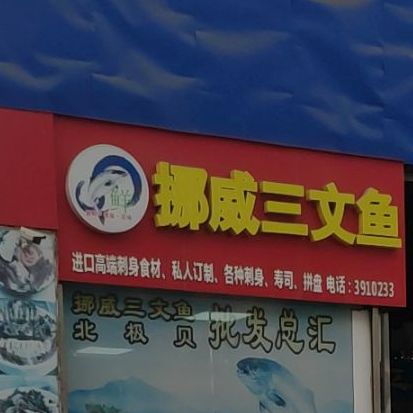 鲜
挪威三文鱼
进口高端刺身食材、私人订制、各种刺身、寿司、拼盘 电话：3910233
挪威三文鱼
北极贝
批发总汇